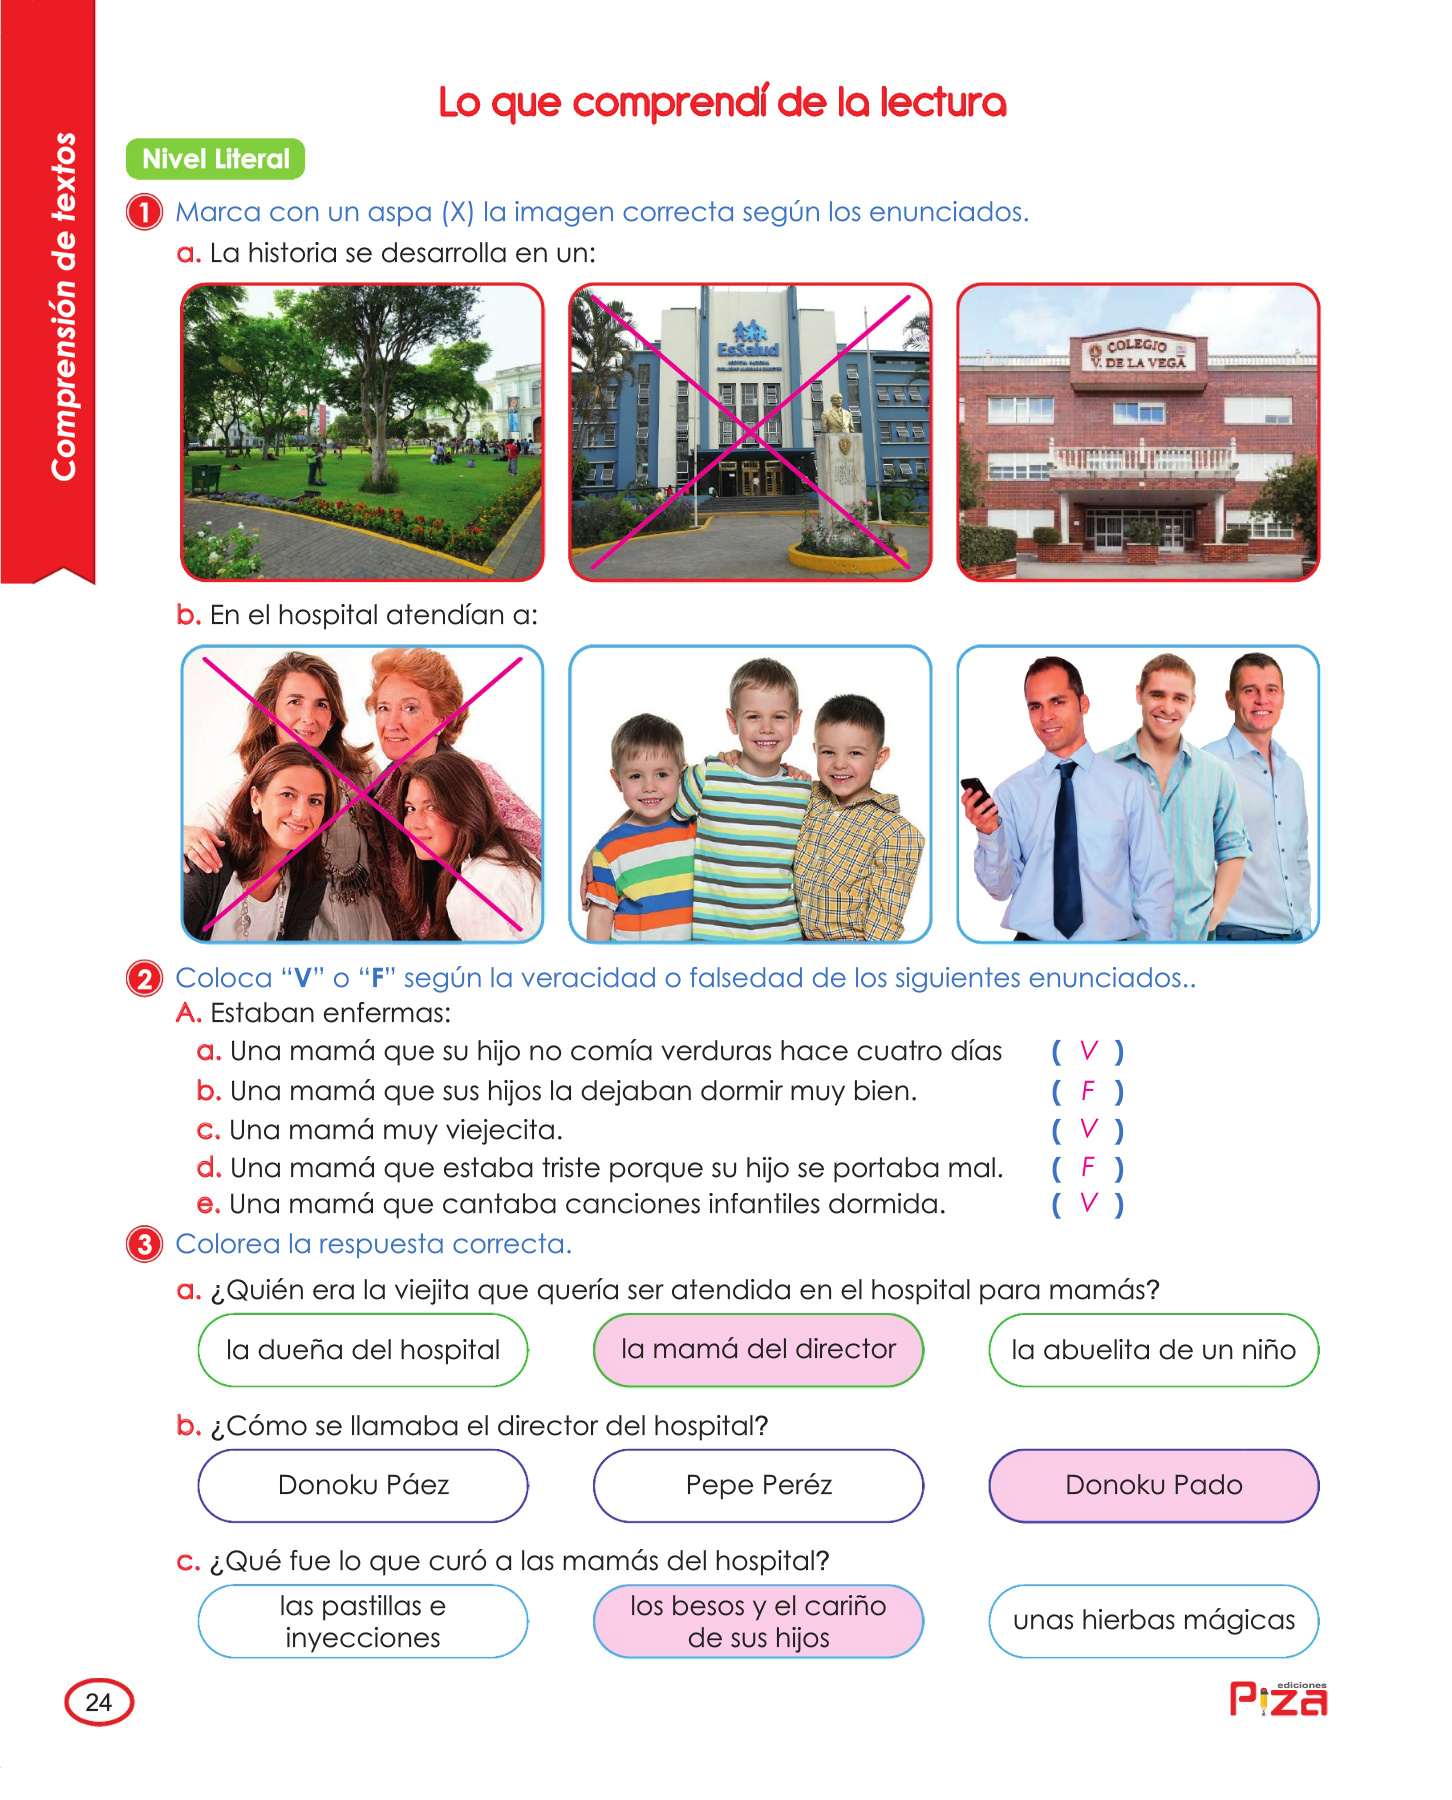 Comprensión de textos
Lo que comprendí de la lectura
Nivel Literal
1 Marca con un aspa (X) la imagen correcta según los enunciados.
a. La historia se desarrolla en un:
EsSalud
COLEGIO
V. DE LA VEGA
b. En el hospital atendían a:
2 Coloca “V” o “F” según la veracidad o falsedad de los siguientes enunciados..
A. Estaban enfermas:
a. Una mamá que su hijo no comía verduras hace cuatro días ( V )
b. Una mamá que sus hijos la dejaban dormir muy bien. ( F )
c. Una mamá muy viejecita. ( V )
d. Una mamá que estaba triste porque su hijo se portaba mal. ( F )
e. Una mamá que cantaba canciones infantiles dormida. ( V )
3 Colorea la respuesta correcta.
a. ¿Quién era la viejita que quería ser atendida en el hospital para mamás?
la dueña del hospital
la mamá del director
la abuelita de un niño
b. ¿Cómo se llamaba el director del hospital?
Donoku Páez
Pepe Peréz
Donoku Pado
c. ¿Qué fue lo que curó a las mamás del hospital?
las pastillas e
inyecciones
los besos y el cariño
de sus hijos
unas hierbas mágicas
24
ediciones
Piza